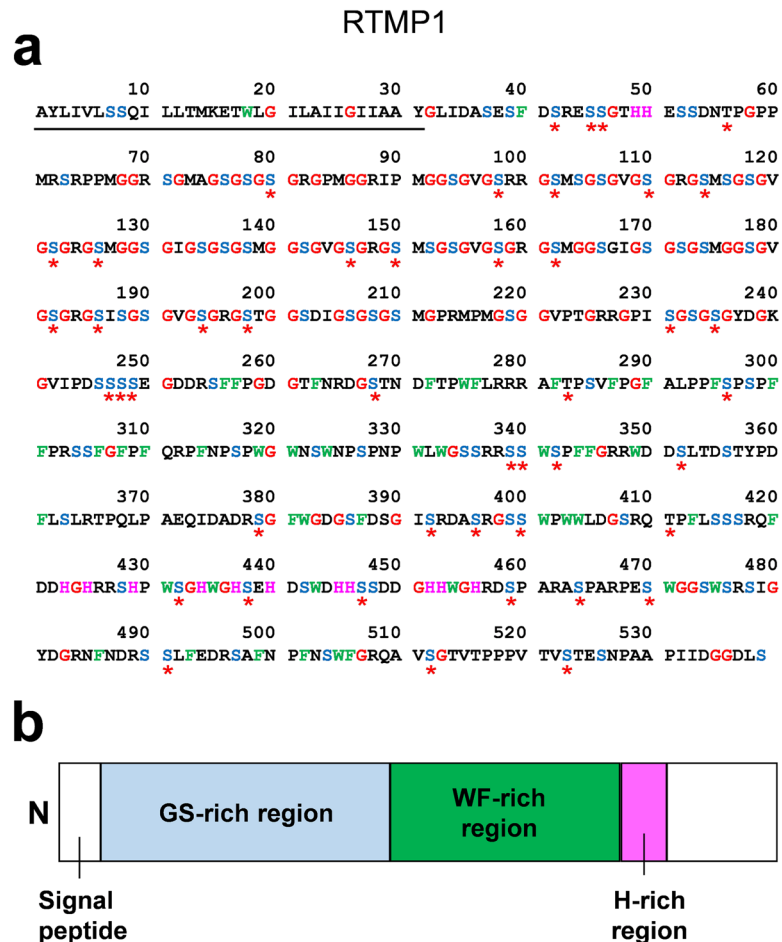 RTMP1
a
10 20 30 40 50 60
AYLIVLSSQI LLTMKETWLG ILAIIGIIAA YGLIDASESF DSRESSGTHH ESSDNTPGPP
* ** *
70 80 90 100 110 120
MRSRPPMGGR SGMAGSGSGS GRGPMGGRIP MGGSGVGSRR GSMSGSGVGS GRGSMSGSGV
* * * * *
130 140 150 160 170 180
GSGRGSMGGS GIGSGSGSMG GSGVGSGRGS MSGSGVGSGR GSMGGSGIGS GSGSMGGSGV
* * * * * *
190 200 210 220 230 240
GSGRGSISGS GVGSGRGSTG GSDIGSGSGS MGPRMPMGSG GVPTGRRGPI SGSGSGYDGK
* * * * * *
250 260 270 280 290 300
GVIPDSSSSE GDDRSFFPGD GTFNRDGSTN DFTPWFLRRR AFTPSVFPGF ALPPFSPSPF
*** * * *
310 320 330 340 350 360
FPRSSFGFPF QRPFNPSPWG WNSWNPSPNP WLWGSSRRSS WSPFFGRRWD DSLTDSTYPD
** * *
370 380 390 400 410 420
FLSLRTPQLP AEQIDADRSG FWGDGSFDSG ISRDASRGSS WPWWLDGSRQ TPFLSSSRQF
* * * * *
430 440 450 460 470 480
DDHGHRRSHP WSGHWGHSEH DSWDHHSSDD GHHWGHRDSP ARASPARPES WGGSWSRSIG
* * * * * *
490 500 510 520 530
YDGRNFNDRS SLFEDRSAFN PFNSWFGRQA VSGTVTPPPV TVSTESNPAA PIIDGGDLS
* * *
b
N
GS-rich region
WF-rich
region
Signal
peptide
H-rich
region